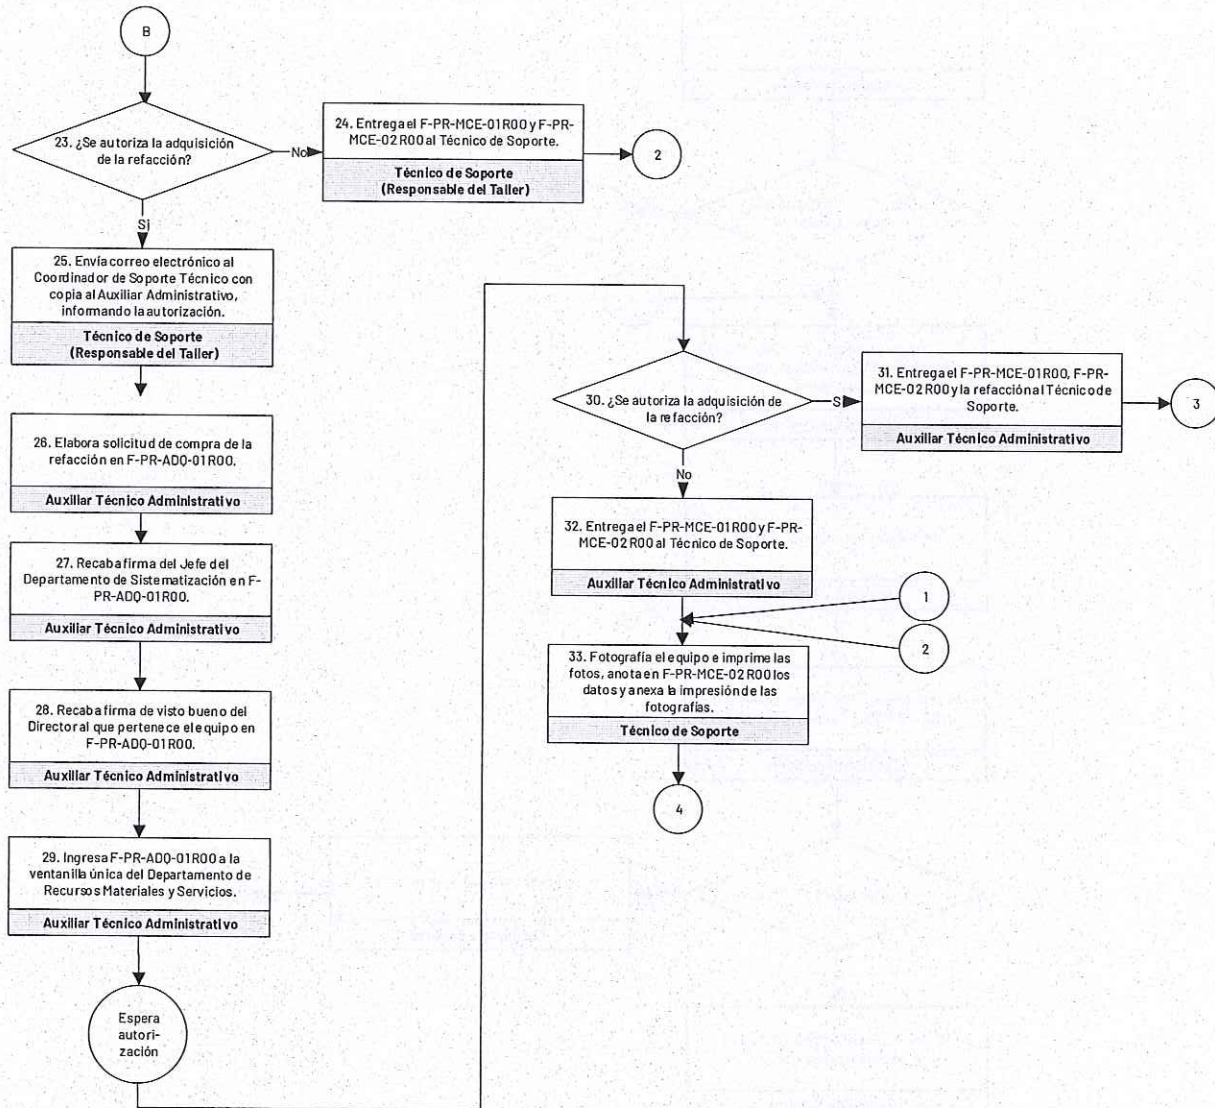 B
23. ¿Se autoriza la adquisición
de la refacción?
No
24. Entrega el F-PR-MCE-01R00 y F-PR-
MCE-02R00 al Técnico de Soporte.
Técnico de Soporte
(Responsable del Taller)
2
Si
25. Envía correo electrónico al
Coordinador de Soporte Técnico con
copia al Auxiliar Administrativo,
informando la autorización.
Técnico de Soporte
(Responsable del Taller)
26. Elabora solicitud de compra de la
refacción en F-PR-ADQ-01R00.
Auxiliar Técnico Administrativo
27. Recaba firma del Jefe del
Departamento de Sistematización en F-
PR-ADQ-01R00.
Auxiliar Técnico Administrativo
28. Recaba firma de visto bueno del
Director al que pertenece el equipo en
F-PR-ADQ-01R00.
Auxiliar Técnico Administrativo
29. Ingresa F-PR-ADQ-01R00 a la
ventanilla única del Departamento de
Recursos Materiales y Servicios.
Auxiliar Técnico Administrativo
Espera
autori-
zación
30. ¿Se autoriza la adquisición de
la refacción?
S
31. Entrega el F-PR-MCE-01R00, F-PR-
MCE-02R00 y la refacción al Técnico de
Soporte.
Auxiliar Técnico Administrativo
3
No
32. Entrega el F-PR-MCE-01R00 y F-PR-
MCE-02R00 al Técnico de Soporte.
Auxiliar Técnico Administrativo
1
2
33. Fotografía el equipo e imprime las
fotos, anota en F-PR-MCE-02R00 los
datos y anexa la impresión de las
fotografías.
Técnico de Soporte
4